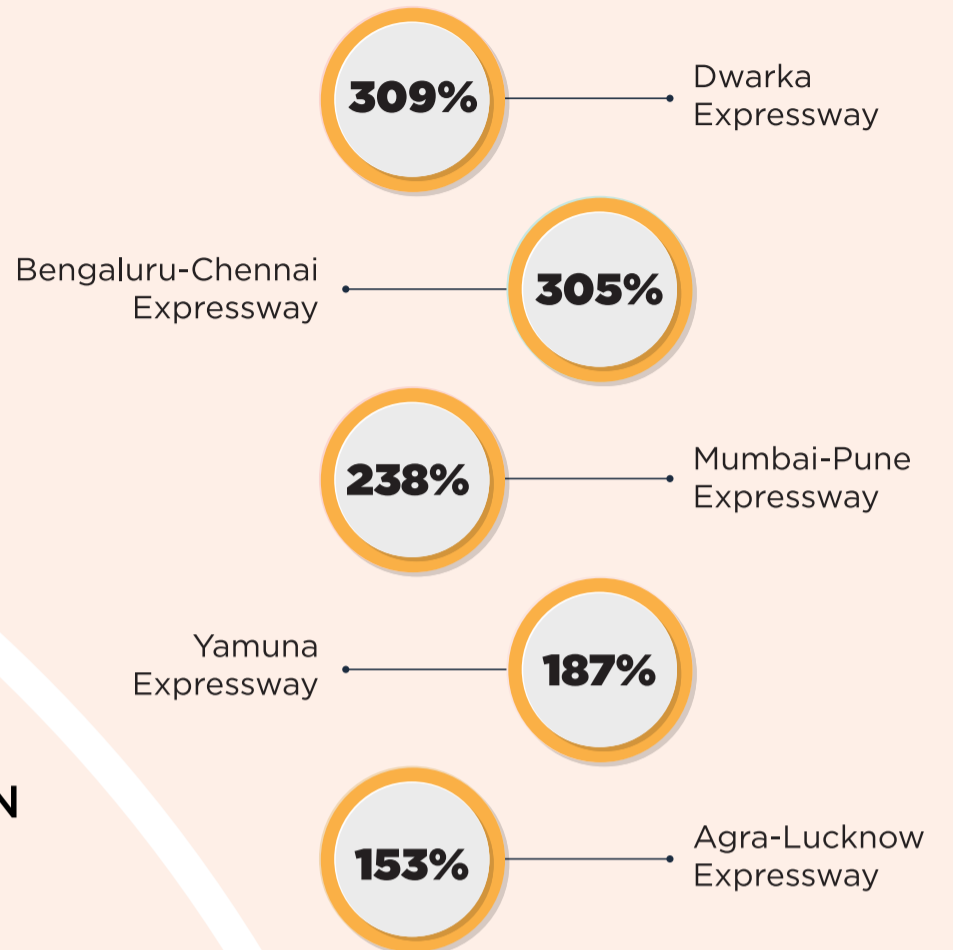 309%
Dwarka
Expressway
Bengaluru-Chennai
Expressway
305%
238%
Mumbai-Pune
Expressway
Yamuna
Expressway
187%
N
153%
Agra-Lucknow
Expressway